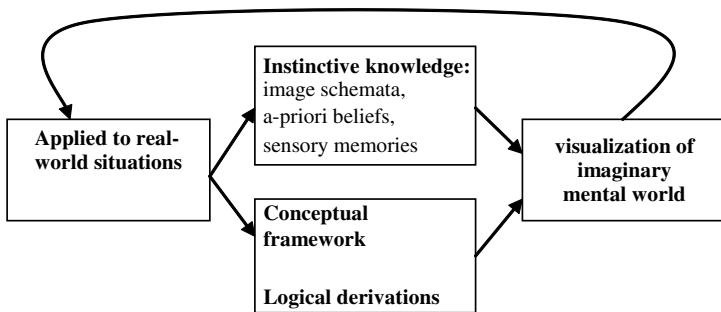 Applied to real-
world situations
Instinctive knowledge:
image schemata,
a-priori beliefs,
sensory memories
Conceptual
framework
Logical derivations
visualization of
imaginary
mental world